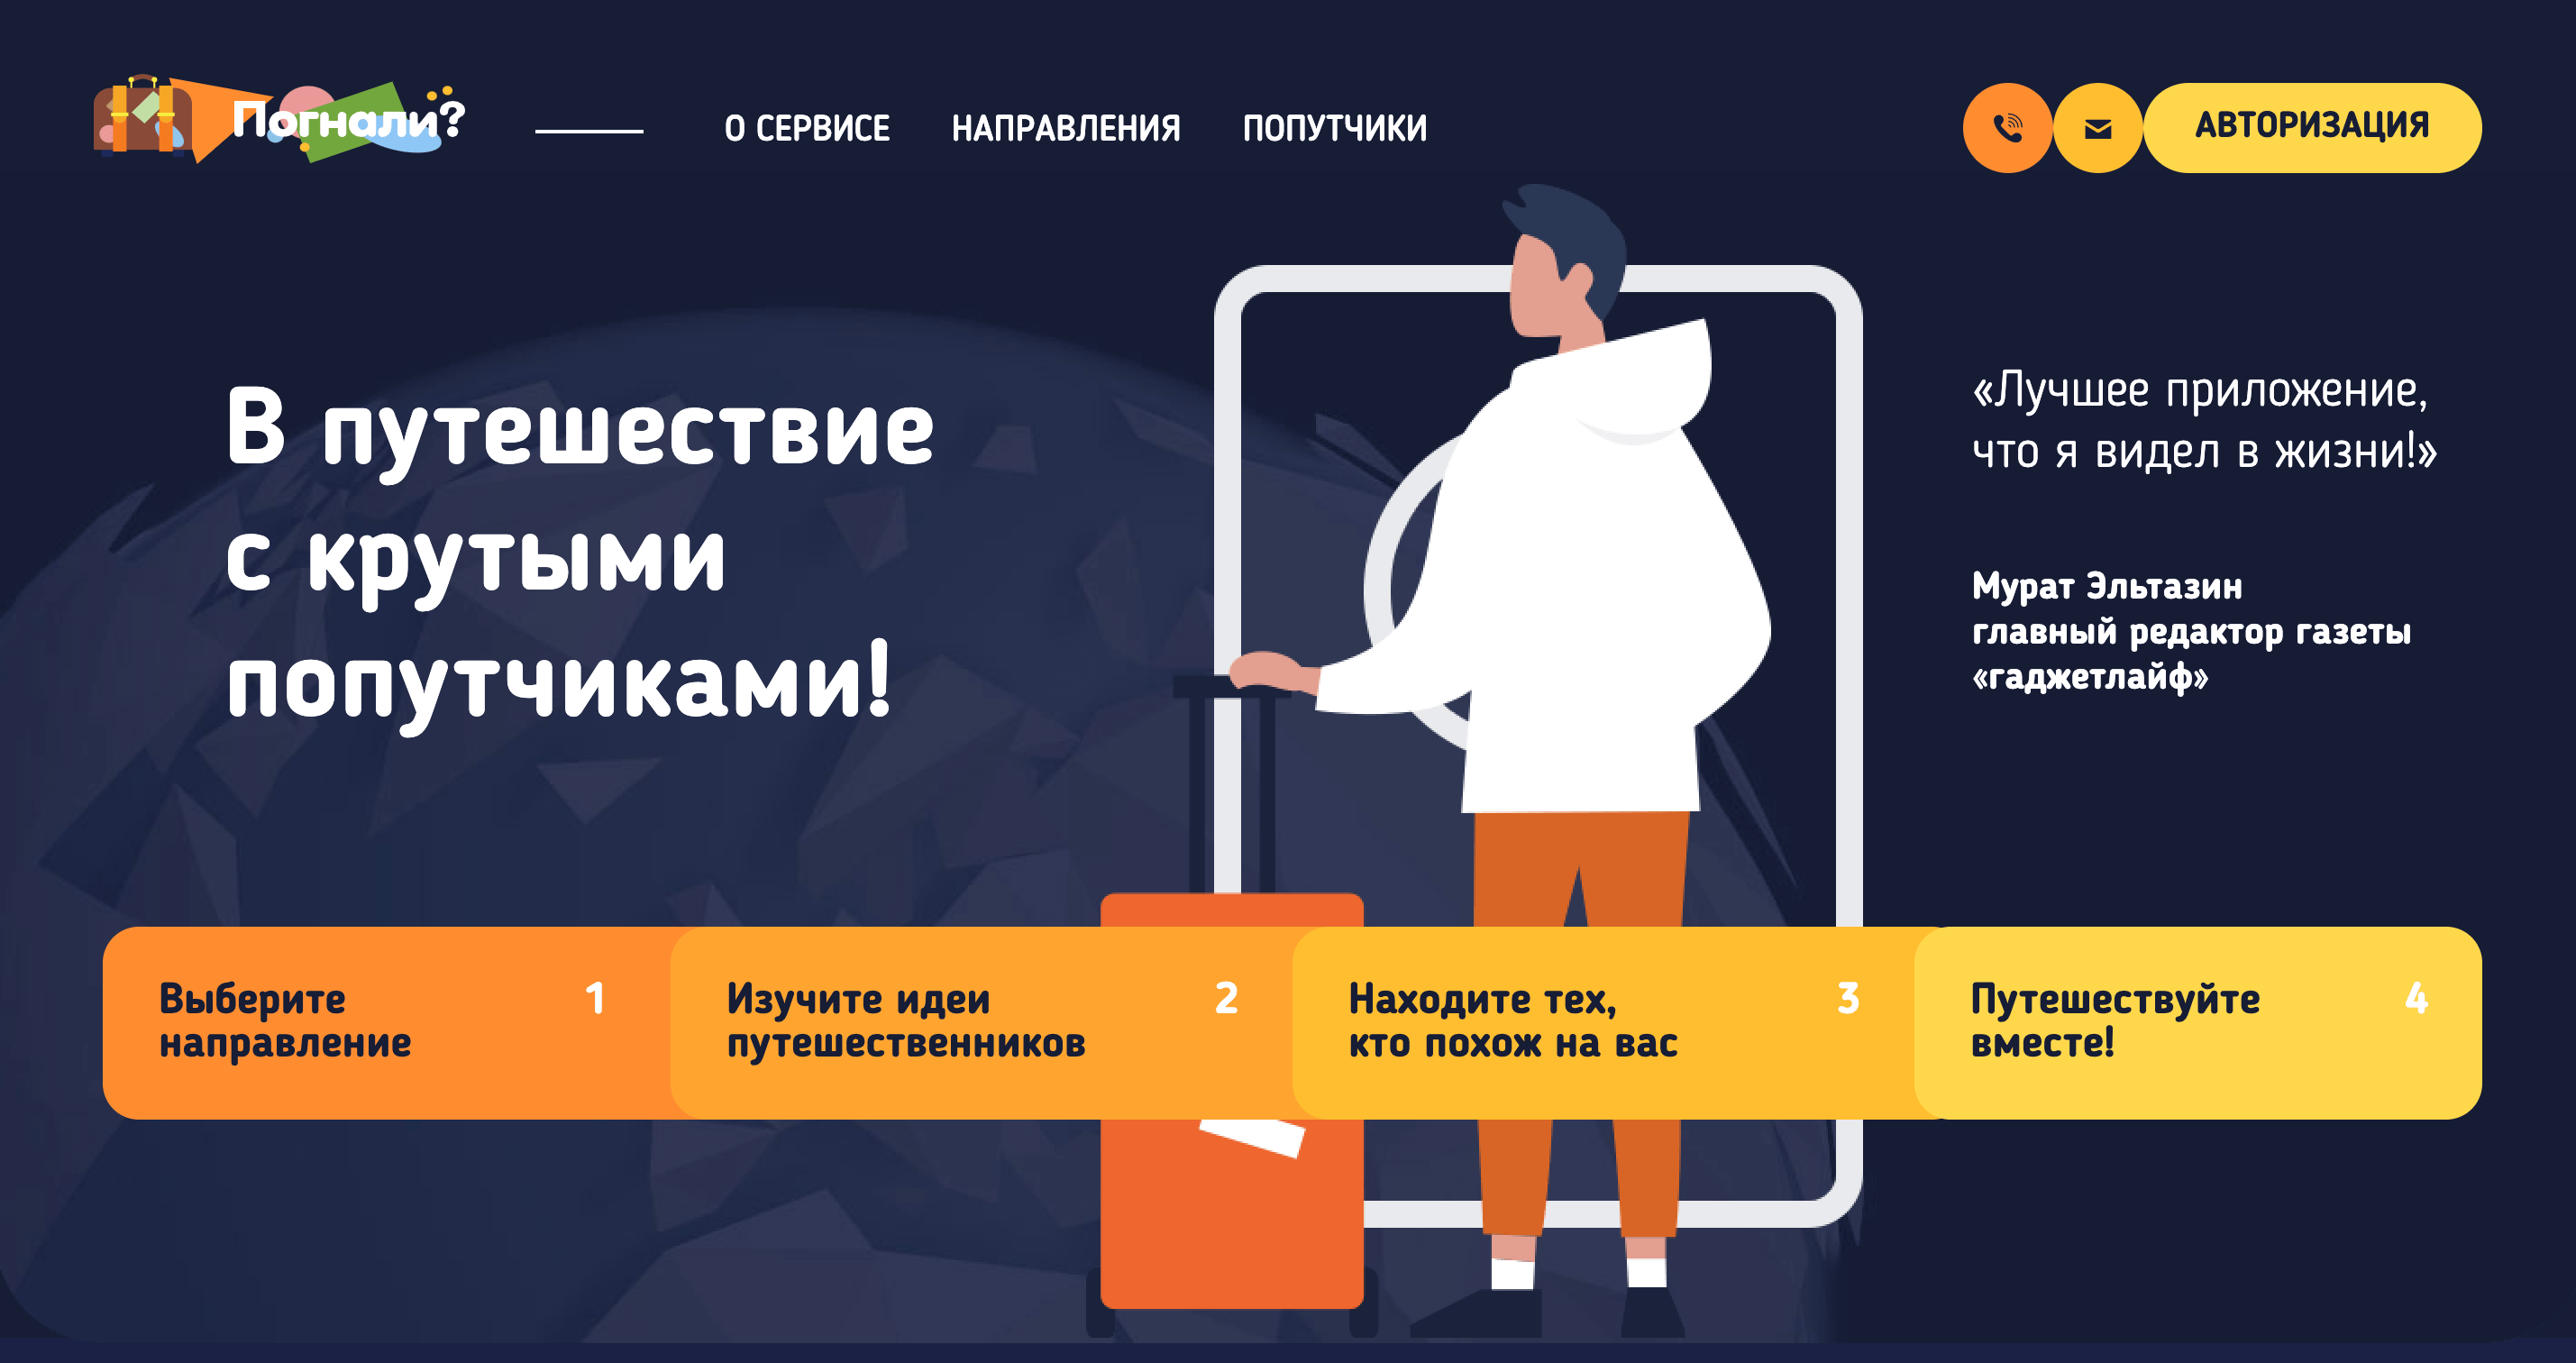 Погнали?
О СЕРВИСЕ
НАПРАВЛЕНИЯ
ПОПУТЧИКИ
АВТОРИЗАЦИЯ
В путешествие
с крутыми
попутчиками!
«Лучшее приложение,
что я видел в жизни!»
Мурат Эльтазин
главный редактор газеты
«гаджетлайф»
Выберите
направление
1
Изучите идеи
путешественников
2
Находите тех,
кто похож на вас
3
Путешествуйте
вместе!
4